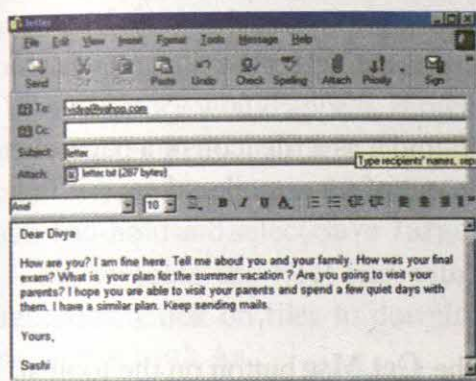 letter
File Edit View Insert Format Tools Message Help
Send Cut Copy Paste Undo Check Spelling Attach Priority Sign
To:
Cc:
Subject: letter
Type recipients' names, sep
Attach: letter.txt (287 bytes)
Arial 10 B I U A
Dear Divya
How are you? I am fine here. Tell me about you and your family. How was your final
exam? What is your plan for the summer vacation ? Are you going to visit your
parents? I hope you are able to visit your parents and spend a few quiet days with
them. I have a similar plan. Keep sending mails.
Yours,
Sashi